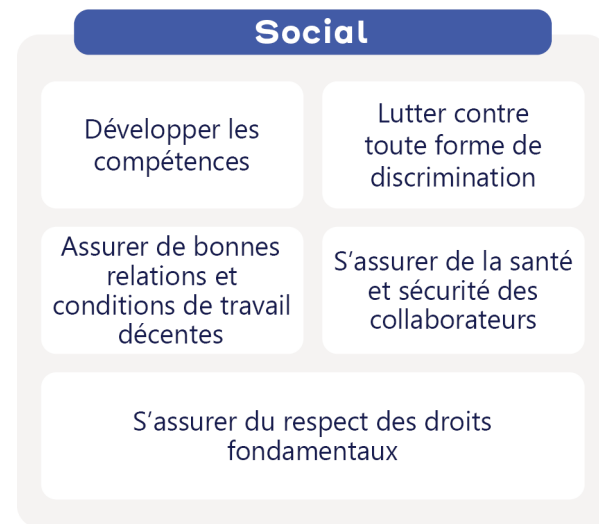 Social
Développer les
compétences
Lutter contre
toute forme de
discrimination
Assurer de bonnes
relations et
conditions de travail
décentes
S’assurer de la santé
et sécurité des
collaborateurs
S’assurer du respect des droits
fondamentaux